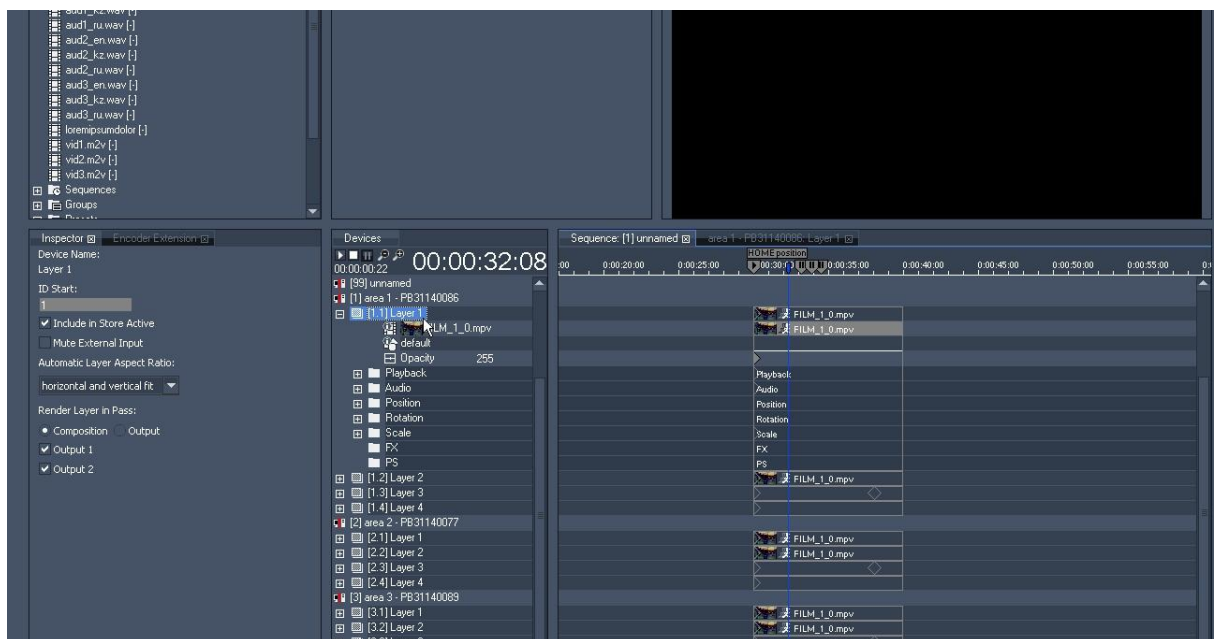 aud1_kz.wav [-]
aud1_ru.wav [-]
aud2_en.wav [-]
aud2_kz.wav [-]
aud2_ru.wav [-]
aud3_en.wav [-]
aud3_kz.wav [-]
aud3_ru.wav [-]
loremipsumdolor [-]
vid1.m2v [-]
vid2.m2v [-]
vid3.m2v [-]
Sequences
Groups
Inspector
Encoder Extension
Device Name:
Layer 1
ID Start:
1
Include in Store Active
Mute External Input
Automatic Layer Aspect Ratio:
horizontal and vertical fit
Render Layer in Pass:
Composition Output
Output 1
Output 2
Devices
00:00:00:22
00:00:32:08
[99] unnamed
[1] area 1 - PB31140086
[1.1] Layer 1
FILM_1_0.mpv
default
Opacity 255
Playback
Audio
Position
Rotation
Scale
FX
PS
[1.2] Layer 2
[1.3] Layer 3
[1.4] Layer 4
[2] area 2 - PB31140077
[2.1] Layer 1
[2.2] Layer 2
[2.3] Layer 3
[2.4] Layer 4
[3] area 3 - PB31140089
[3.1] Layer 1
[3.2] Layer 2
Sequence: [1] unnamed
area 1 - PB31140086: Layer 1
HOME position
:00 0:00:20:00 0:00:25:00 0:00:35:00 0:00:40:00 0:00:45:00 0:00:50:00 0:00:55:00
FILM_1_0.mpv
FILM_1_0.mpv
Playback
Audio
Position
Rotation
Scale
FX
PS
FILM_1_0.mpv
FILM_1_0.mpv
FILM_1_0.mpv
FILM_1_0.mpv
FILM_1_0.mpv